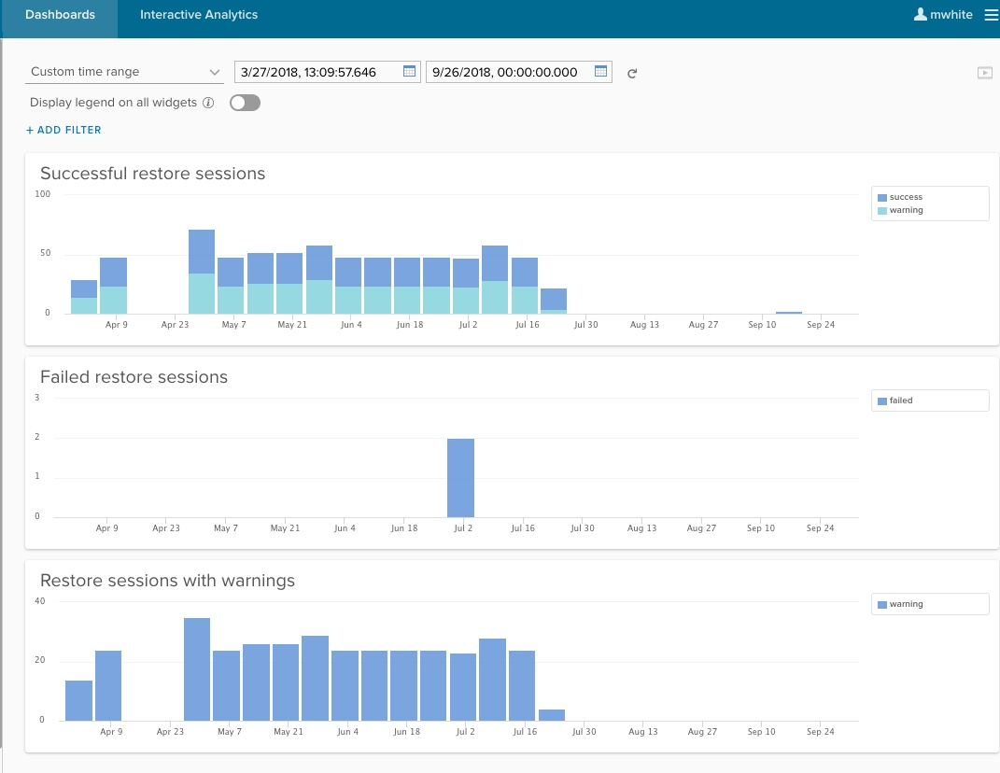 Dashboards Interactive Analytics mwhite
Custom time range 3/27/2018, 13:09:57.646 9/26/2018, 00:00:00.000
Display legend on all widgets i
+ ADD FILTER
Successful restore sessions
100
50
0
Apr 9 Apr 23 May 7 May 21 Jun 4 Jun 18 Jul 2 Jul 16 Jul 30 Aug 13 Aug 27 Sep 10 Sep 24
success
warning
Failed restore sessions
3
2
1
0
Apr 9 Apr 23 May 7 May 21 Jun 4 Jun 18 Jul 2 Jul 16 Jul 30 Aug 13 Aug 27 Sep 10 Sep 24
failed
Restore sessions with warnings
40
20
0
Apr 9 Apr 23 May 7 May 21 Jun 4 Jun 18 Jul 2 Jul 16 Jul 30 Aug 13 Aug 27 Sep 10 Sep 24
warning